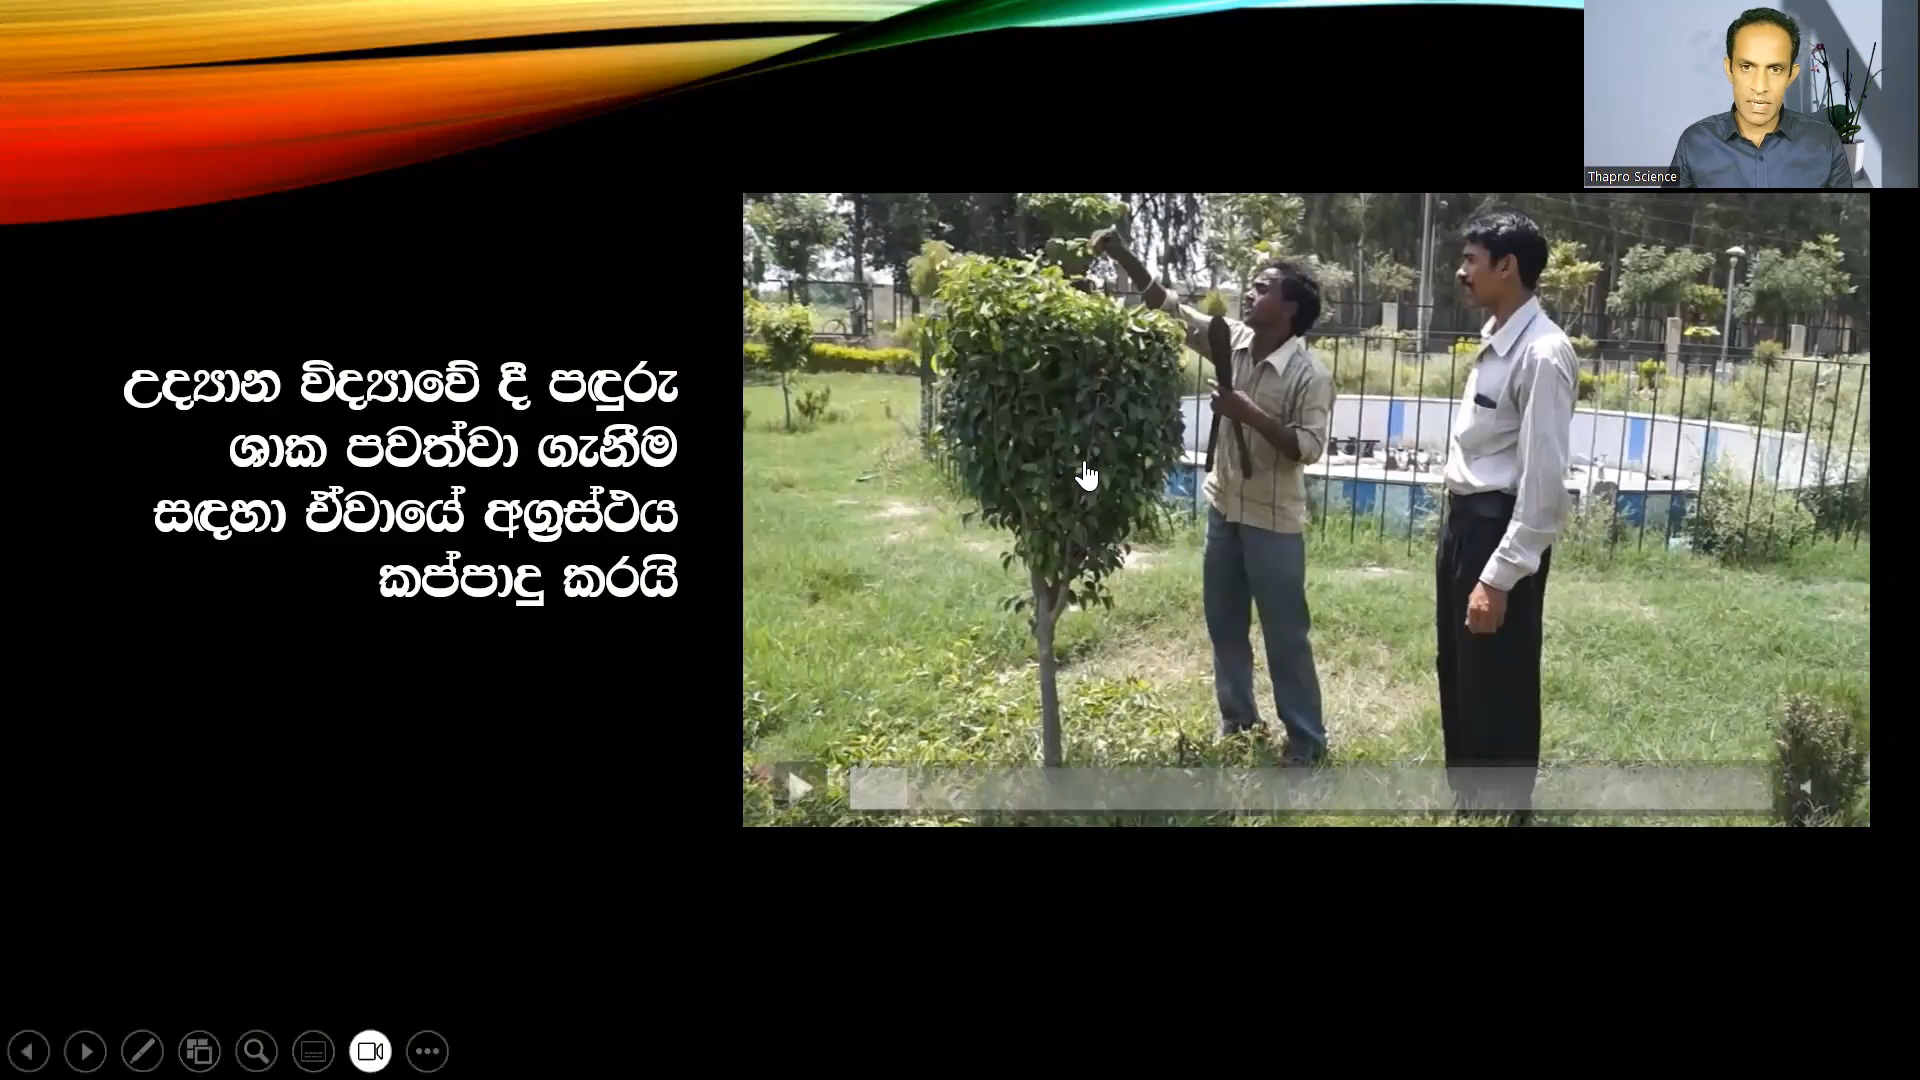 Thapro Science
උද්‍යාන විද්‍යාවේ දී පඳුරු
ශාක පවත්වා ගැනීම
සඳහා ඒවායේ අග්‍රස්ථය
කප්පාදු කරයි